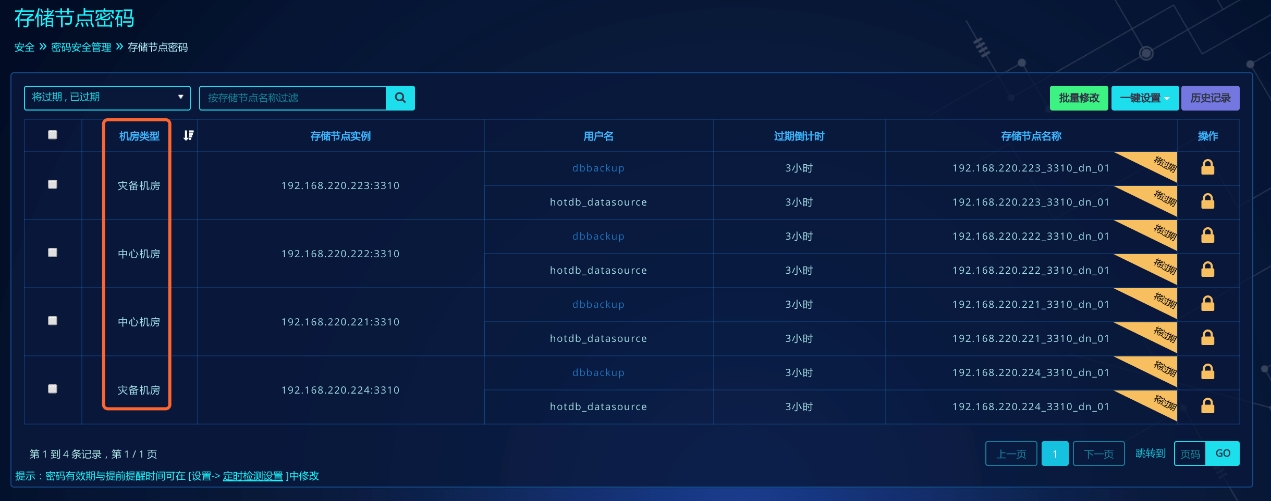 存储节点密码
安全 » 密码安全管理 » 存储节点密码
将过期 , 已过期 按存储节点名称过滤 批量修改 一键设置 历史记录
机房类型 存储节点实例 用户名 过期倒计时 存储节点名称 操作
灾备机房 192.168.220.223:3310 dbbackup 3小时 192.168.220.223_3310_dn_01 将过期
hotdb_datasource 3小时 192.168.220.223_3310_dn_01 将过期
中心机房 192.168.220.222:3310 dbbackup 3小时 192.168.220.222_3310_dn_01 将过期
hotdb_datasource 3小时 192.168.220.222_3310_dn_01 将过期
中心机房 192.168.220.221:3310 dbbackup 3小时 192.168.220.221_3310_dn_01 将过期
hotdb_datasource 3小时 192.168.220.221_3310_dn_01 将过期
灾备机房 192.168.220.224:3310 dbbackup 3小时 192.168.220.224_3310_dn_01 将过期
hotdb_datasource 3小时 192.168.220.224_3310_dn_01 将过期
第 1 到 4 条记录 , 第 1 / 1 页 上一页 1 下一页 跳转到 页码 GO
提示 : 密码有效期与提前提醒时间可在 [设置-> 定时检测设置 ]中修改